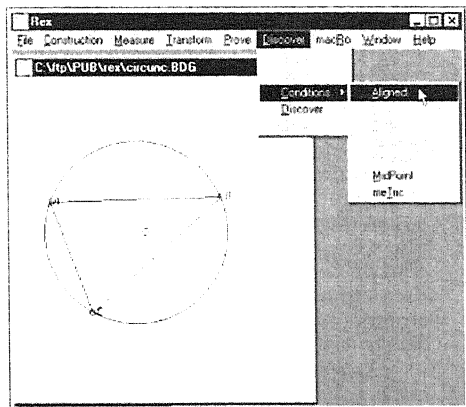 Rex
File Construction Measure Transform Prove Discover macRo Window Help
C:\ftp\PUB\rex\circunc.BDG
Conditions
Aligned
Discover
MidPoint
meTric
C